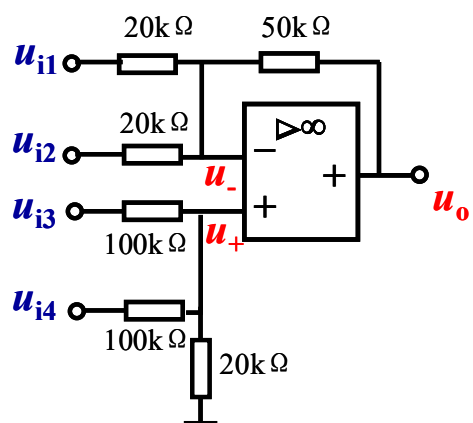 20kΩ 50kΩ
u_i1
20kΩ
▷∞
u_i2
− +
u_-
u_i3
+
u_o
100kΩ
u_+
u_i4
100kΩ
20kΩ